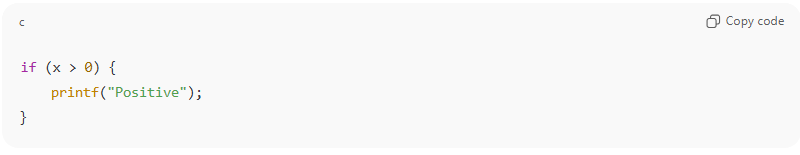 c
Copy code
if (x > 0) {
    printf("Positive");
}